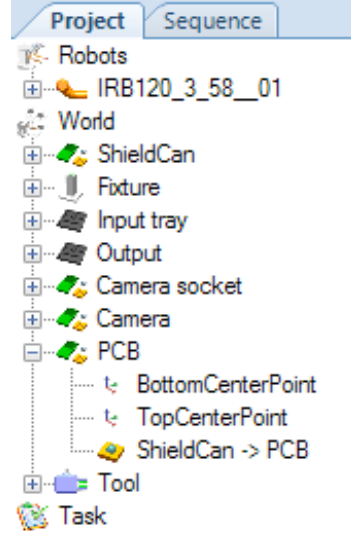 Project Sequence
Robots
IRB120_3_58__01
World
ShieldCan
Fixture
Input tray
Output
Camera socket
Camera
PCB
BottomCenterPoint
TopCenterPoint
ShieldCan -> PCB
Tool
Task